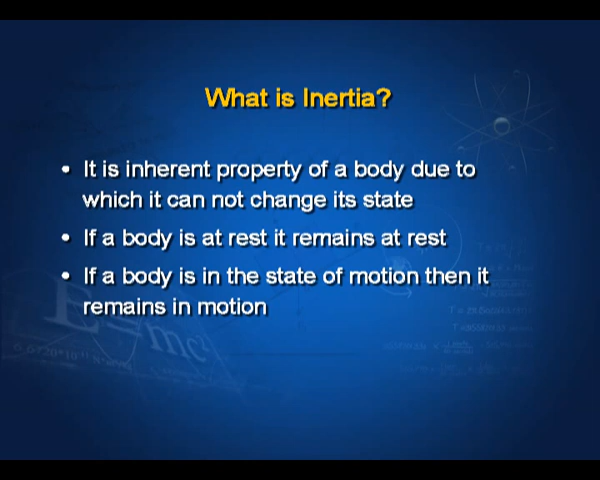 What is Inertia?
• It is inherent property of a body due to
which it can not change its state
• If a body is at rest it remains at rest
• If a body is in the state of motion then it
remains in motion
E=mc²